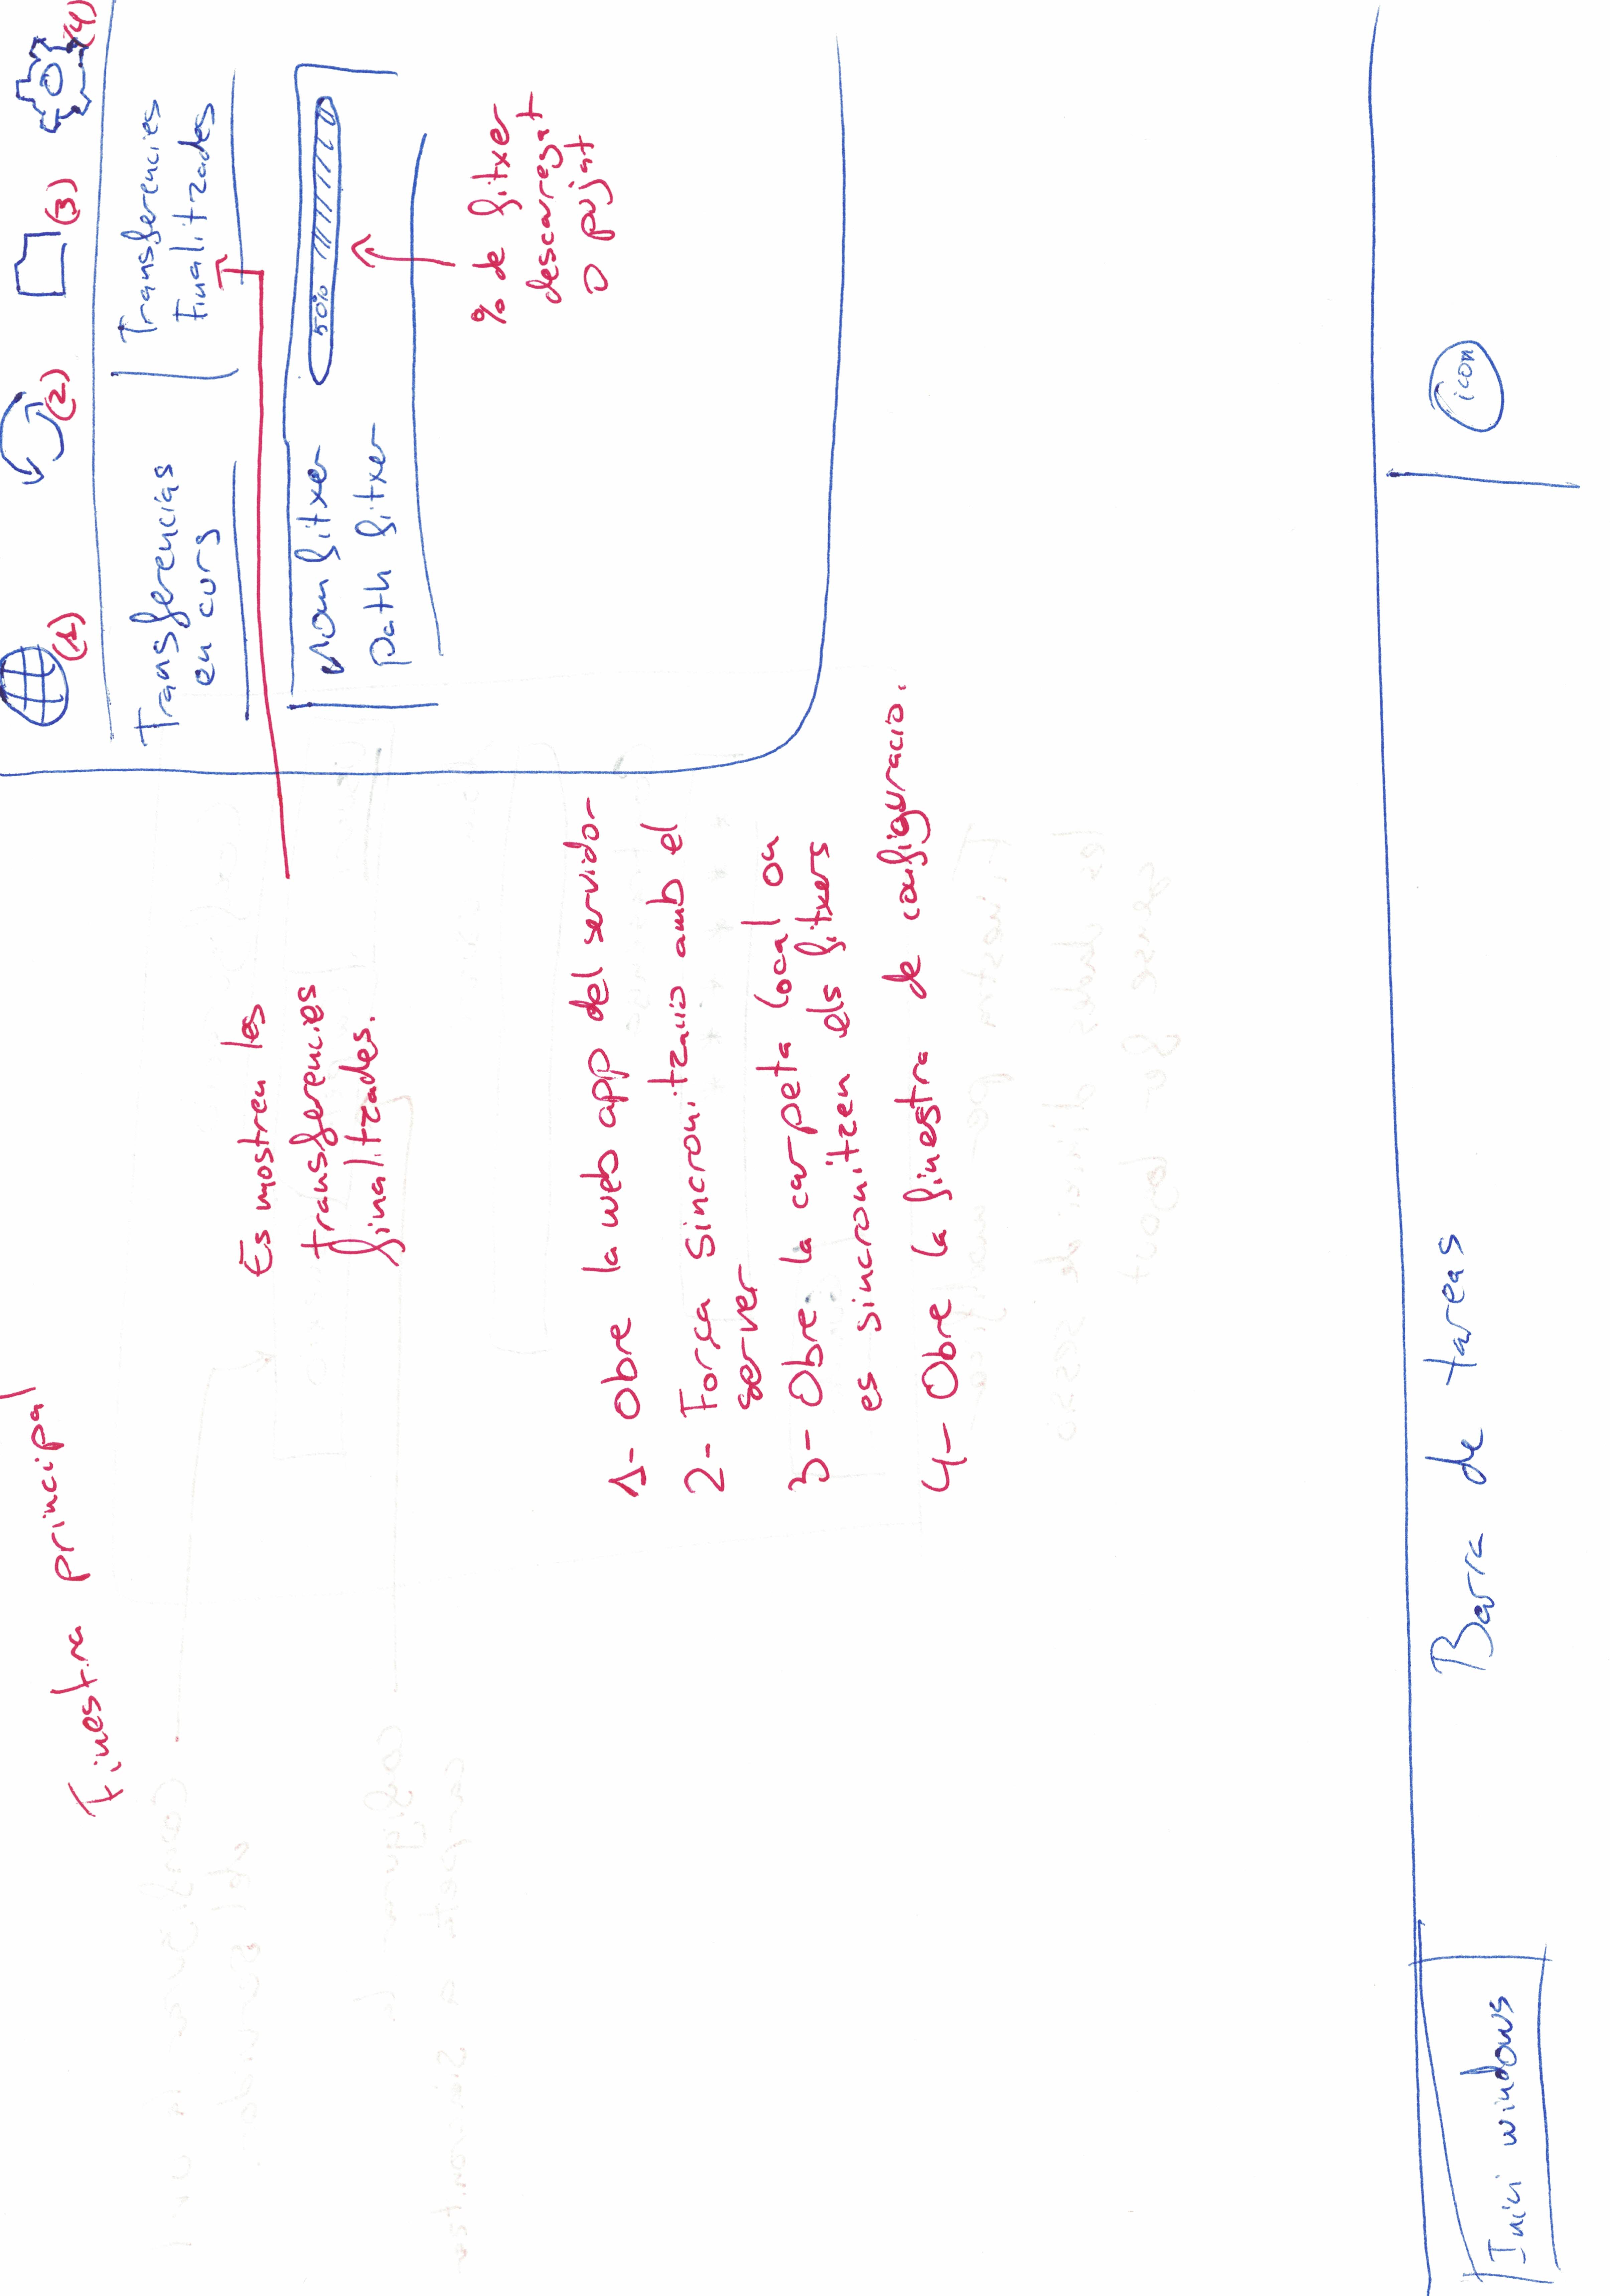 Finestra principal
(1)
(2)
(3)
(4)
Transferencias
en curs
Transferencies
Finalitzades
Es mostren les
transferencies
finalitzades.
Nom fitxer
50%
path fitxer
% de fitxer
descarregat
o pujat
1- Obre la web app del servidor
2- Força sincronitzacio amb el
server
3- Obre la carpeta local on
es sincronitzen els fitxers
4- Obre la finestra de configuracio.
Barra de tareas
Inici windows
icon